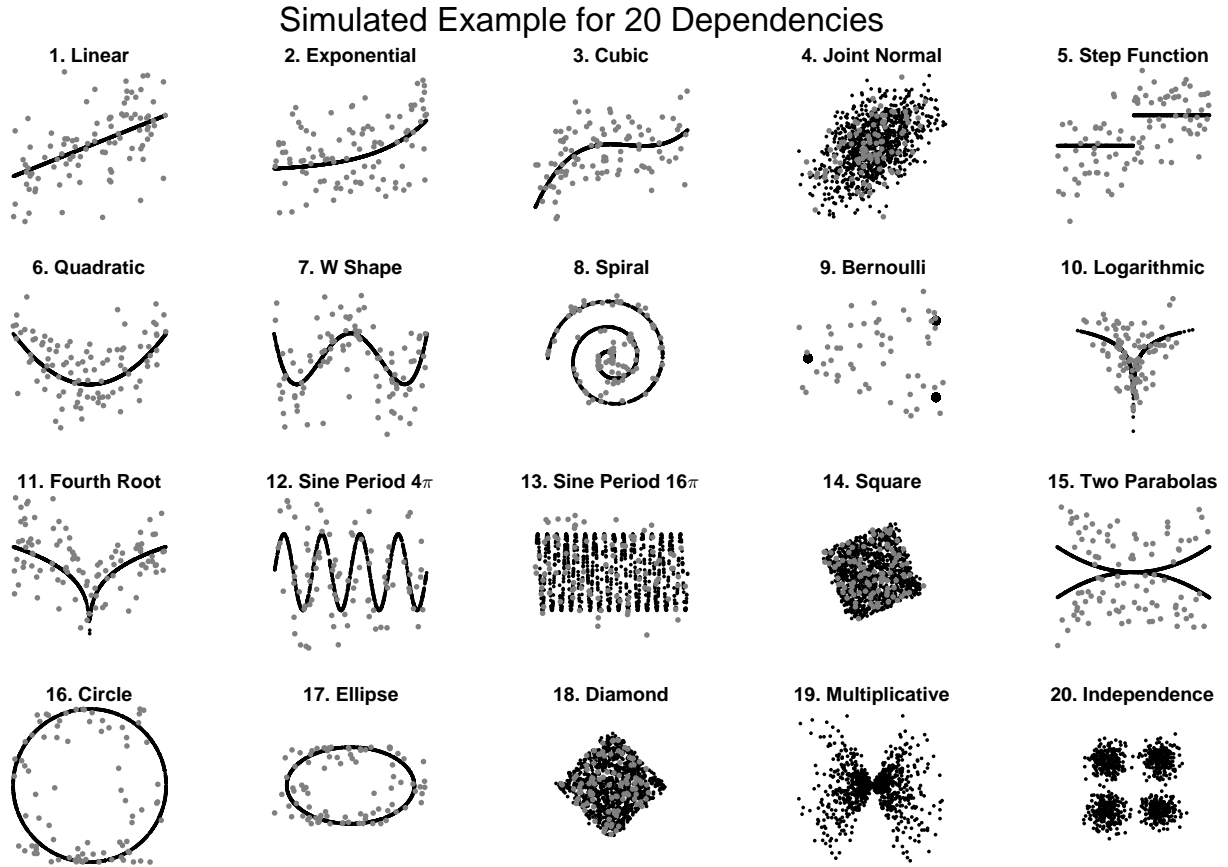 Simulated Example for 20 Dependencies
1. Linear
2. Exponential
3. Cubic
4. Joint Normal
5. Step Function
6. Quadratic
7. W Shape
8. Spiral
9. Bernoulli
10. Logarithmic
11. Fourth Root
12. Sine Period 4π
13. Sine Period 16π
14. Square
15. Two Parabolas
16. Circle
17. Ellipse
18. Diamond
19. Multiplicative
20. Independence